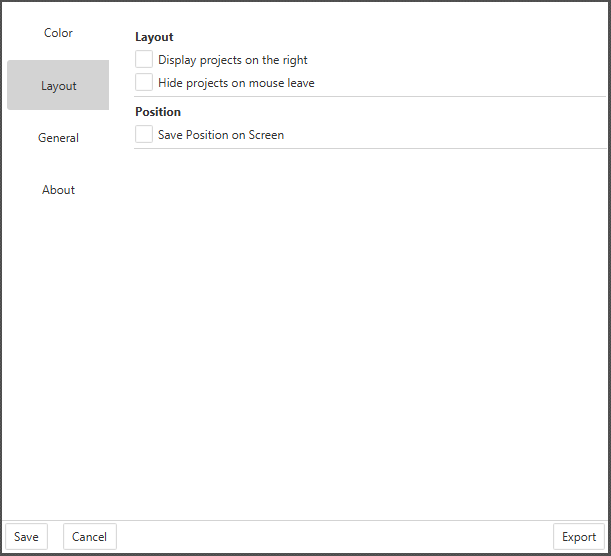 Color
Layout
General
About
Layout
Display projects on the right
Hide projects on mouse leave
Position
Save Position on Screen
Save
Cancel
Export